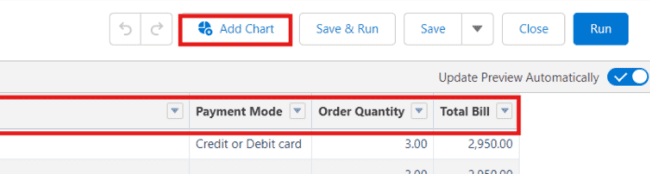 Add Chart Save & Run Save Close Run
Update Preview Automatically
Payment Mode Order Quantity Total Bill
Credit or Debit card 3.00 2,950.00